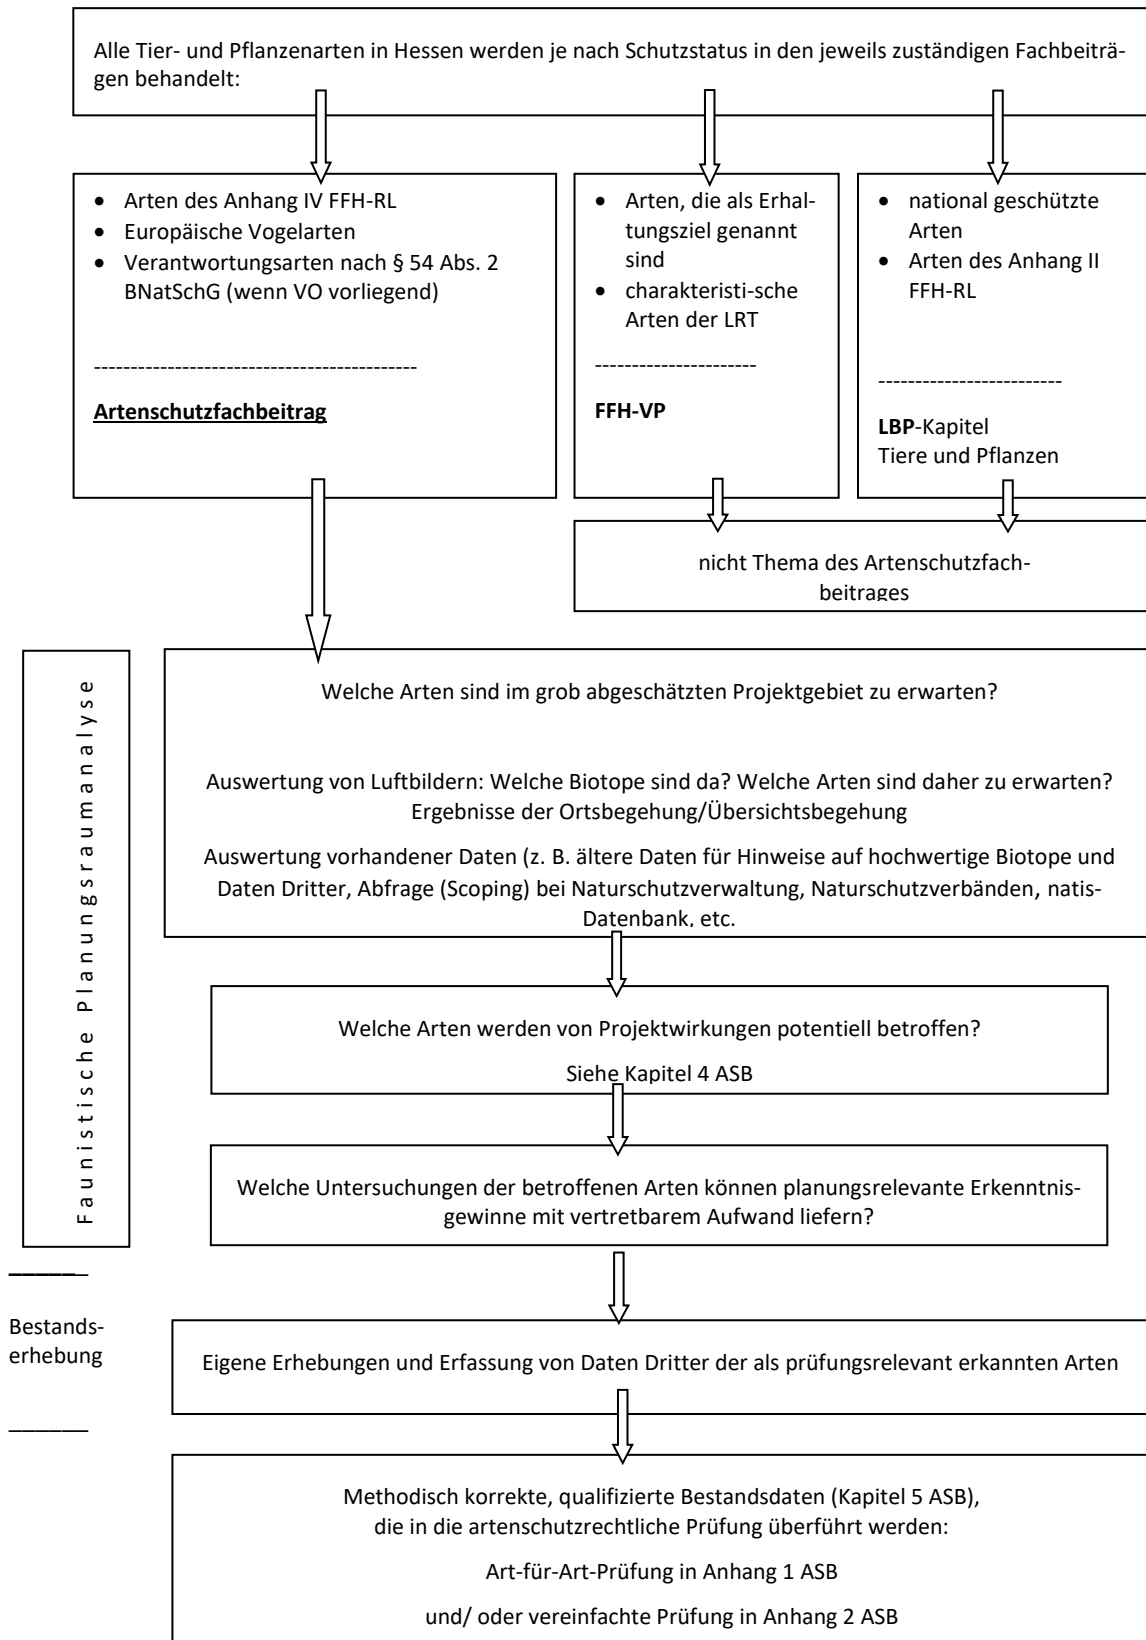 Alle Tier- und Pflanzenarten in Hessen werden je nach Schutzstatus in den jeweils zuständigen Fachbeiträ-
gen behandelt:
• Arten des Anhang IV FFH-RL
• Europäische Vogelarten
• Verantwortungsarten nach § 54 Abs. 2
BNatSchG (wenn VO vorliegend)
--------------------------------------------
Artenschutzfachbeitrag
• Arten, die als Erhal-
tungsziel genannt
sind
• charakteristi-sche
Arten der LRT
----------------------
FFH-VP
• national geschützte
Arten
• Arten des Anhang II
FFH-RL
-------------------------
LBP-Kapitel
Tiere und Pflanzen
nicht Thema des Artenschutzfach-
beitrages
Faunistische Planungsraumanalyse
Welche Arten sind im grob abgeschätzten Projektgebiet zu erwarten?
Auswertung von Luftbildern: Welche Biotope sind da? Welche Arten sind daher zu erwarten?
Ergebnisse der Ortsbegehung/Übersichtsbegehung
Auswertung vorhandener Daten (z. B. ältere Daten für Hinweise auf hochwertige Biotope und
Daten Dritter, Abfrage (Scoping) bei Naturschutzverwaltung, Naturschutzverbänden, natis-
Datenbank, etc.
Welche Arten werden von Projektwirkungen potentiell betroffen?
Siehe Kapitel 4 ASB
Welche Untersuchungen der betroffenen Arten können planungsrelevante Erkenntnis-
gewinne mit vertretbarem Aufwand liefern?
______
Bestands-
erhebung
______
Eigene Erhebungen und Erfassung von Daten Dritter der als prüfungsrelevant erkannten Arten
Methodisch korrekte, qualifizierte Bestandsdaten (Kapitel 5 ASB),
die in die artenschutzrechtliche Prüfung überführt werden:
Art-für-Art-Prüfung in Anhang 1 ASB
und/ oder vereinfachte Prüfung in Anhang 2 ASB